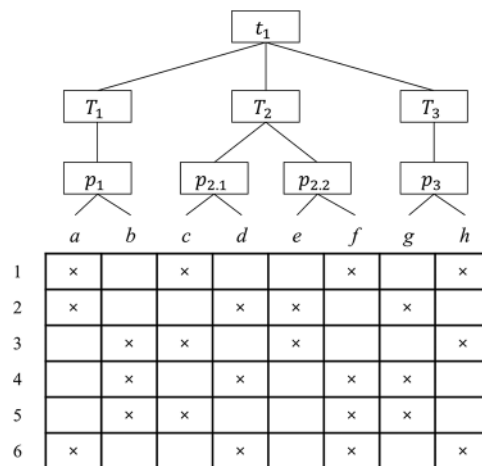 t₁
T₁ T₂ T₃
p₁ p₂.₁ p₂.₂ p₃
a b c d e f g h
1 × × × ×
2 × × × ×
3 × × × ×
4 × × × ×
5 × × × ×
6 × × × ×